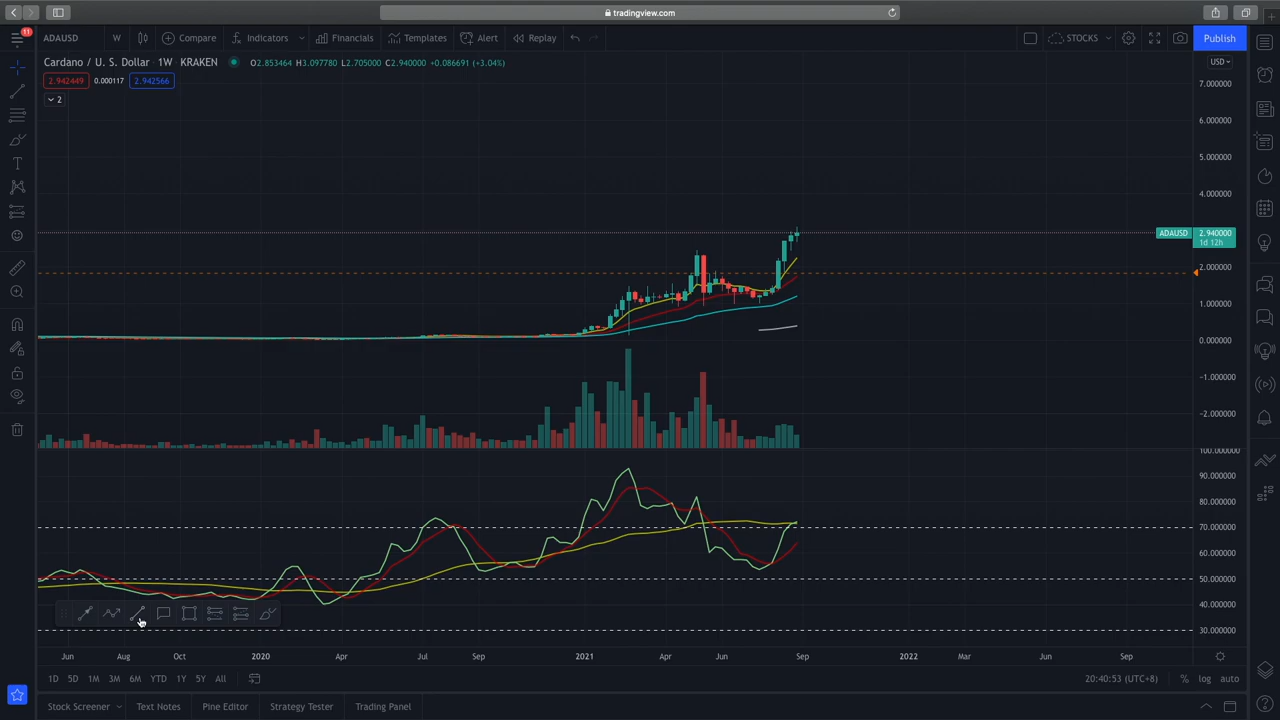 tradingview.com
11
ADAUSD
W
Compare
Indicators
Financials
Templates
Alert
Replay
STOCKS
Publish
Cardano / U. S. Dollar · 1W · KRAKEN
O2.853464 H3.097780 L2.705000 C2.940000 +0.086691 (+3.04%)
USD
2.942449
0.000117
2.942566
2
7.000000
6.000000
5.000000
4.000000
ADAUSD
2.940000
1d 12h
2.000000
1.000000
0.000000
−1.000000
−2.000000
100.000000
90.000000
80.000000
70.000000
60.000000
50.000000
40.000000
30.000000
Jun
Aug
Oct
2020
Apr
Jul
Sep
2021
Apr
Jun
Sep
2022
Mar
Jun
Sep
1D 5D 1M 3M 6M YTD 1Y 5Y All
20:40:53 (UTC+8)
% log auto
Stock Screener
Text Notes
Pine Editor
Strategy Tester
Trading Panel